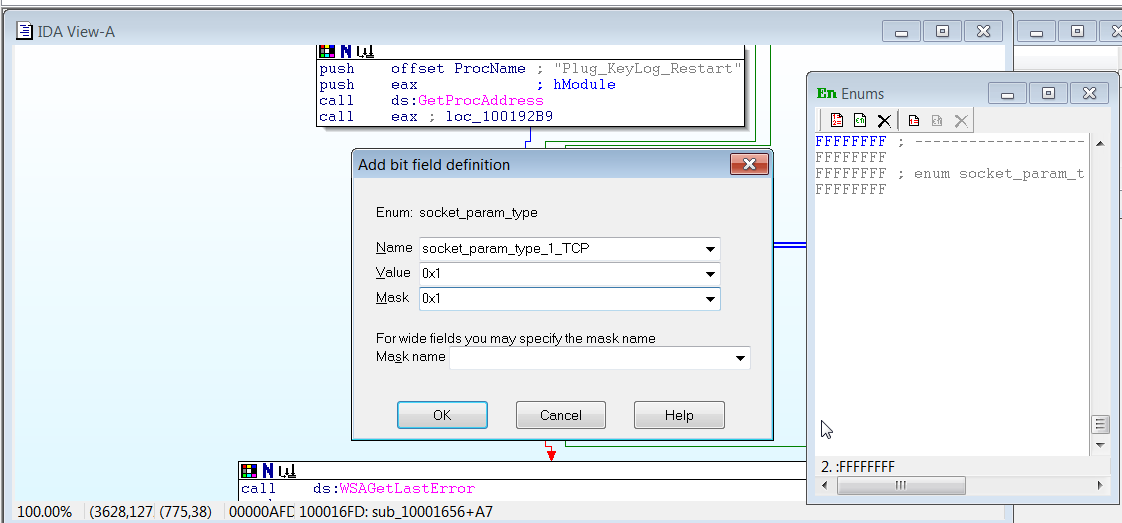 IDA View-A
push offset ProcName ; "Plug_KeyLog_Restart"
push eax ; hModule
call ds:GetProcAddress
call eax ; loc_100192B9
Add bit field definition
Enum: socket_param_type
Name socket_param_type_1_TCP
Value 0x1
Mask 0x1
For wide fields you may specify the mask name
Mask name
OK Cancel Help
call ds:WSAGetLastError
100.00% (3628,127 (775,38) 00000AFD 100016FD: sub_10001656+A7
En Enums
FFFFFFFF ; ---------------------
FFFFFFFF
FFFFFFFF ; enum socket_param_t
FFFFFFFF
2. :FFFFFFFF